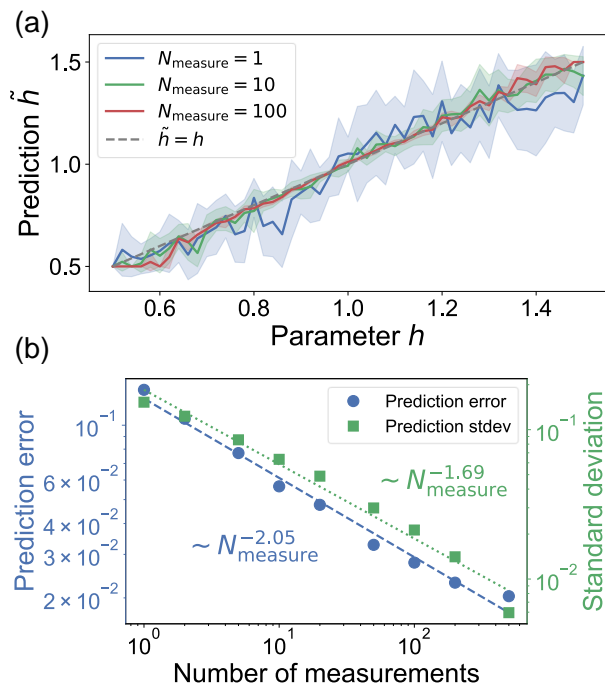 (a)
N_measure = 1
N_measure = 10
N_measure = 100
h̃ = h
Prediction h̃
1.5
1.0
0.5
0.6 0.8 1.0 1.2 1.4
Parameter h
(b)
Prediction error
Prediction stdev
~ N_measure^−1.69
~ N_measure^−2.05
Prediction error
10^−1
6 × 10^−2
4 × 10^−2
3 × 10^−2
2 × 10^−2
Standard deviation
10^−1
10^−2
10^0 10^1 10^2
Number of measurements